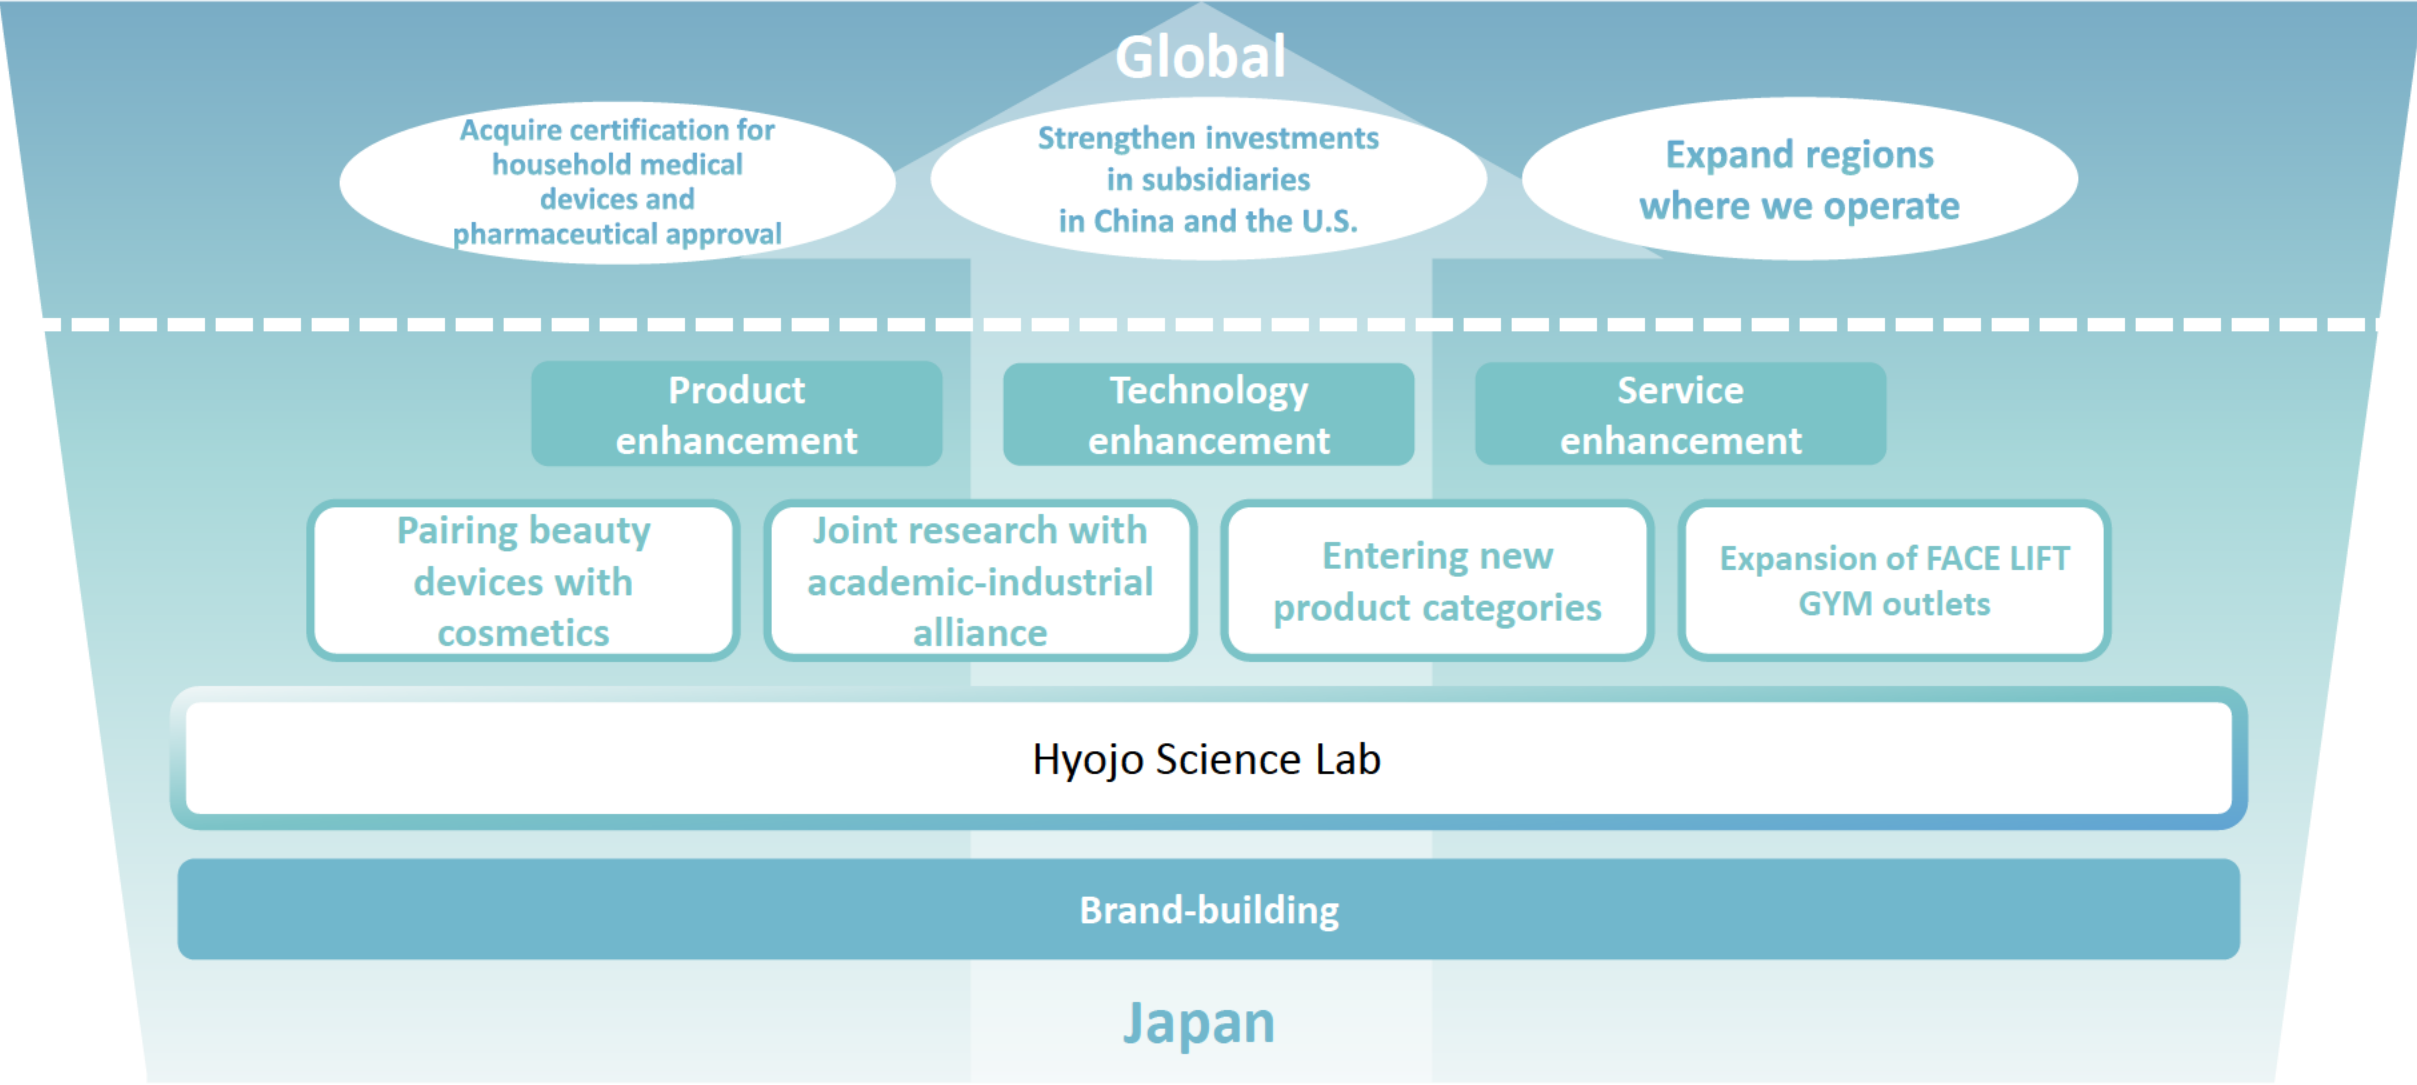 Global
Acquire certification for
household medical
devices and
pharmaceutical approval
Strengthen investments
in subsidiaries
in China and the U.S.
Expand regions
where we operate
Product
enhancement
Technology
enhancement
Service
enhancement
Pairing beauty
devices with
cosmetics
Joint research with
academic-industrial
alliance
Entering new
product categories
Expansion of FACE LIFT
GYM outlets
Hyojo Science Lab
Brand-building
Japan